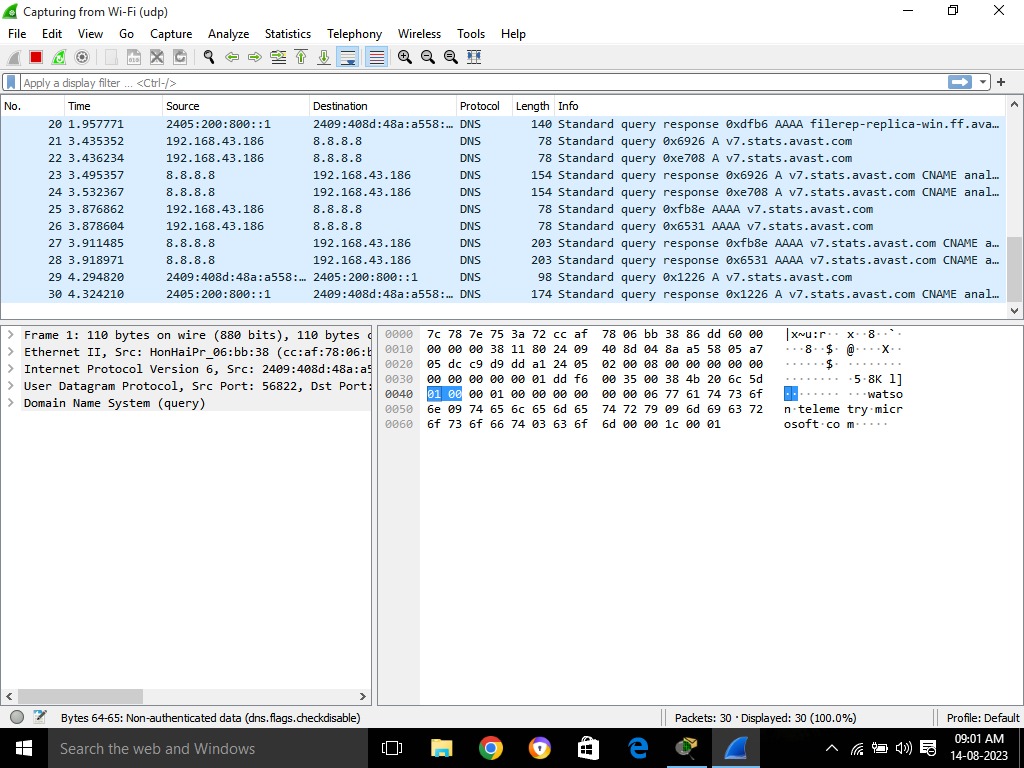 Capturing from Wi-Fi (udp)
File Edit View Go Capture Analyze Statistics Telephony Wireless Tools Help
Apply a display filter ... <Ctrl-/>
No. Time Source Destination Protocol Length Info
20 1.957771 2405:200:800::1 2409:408d:48a:a558:… DNS 140 Standard query response 0xdfb6 AAAA filerep-replica-win.ff.ava…
21 3.435352 192.168.43.186 8.8.8.8 DNS 78 Standard query 0x6926 A v7.stats.avast.com
22 3.436234 192.168.43.186 8.8.8.8 DNS 78 Standard query 0xe708 A v7.stats.avast.com
23 3.495357 8.8.8.8 192.168.43.186 DNS 154 Standard query response 0x6926 A v7.stats.avast.com CNAME anal…
24 3.532367 8.8.8.8 192.168.43.186 DNS 154 Standard query response 0xe708 A v7.stats.avast.com CNAME anal…
25 3.876862 192.168.43.186 8.8.8.8 DNS 78 Standard query 0xfb8e AAAA v7.stats.avast.com
26 3.878604 192.168.43.186 8.8.8.8 DNS 78 Standard query 0x6531 AAAA v7.stats.avast.com
27 3.911485 8.8.8.8 192.168.43.186 DNS 203 Standard query response 0xfb8e AAAA v7.stats.avast.com CNAME a…
28 3.918971 8.8.8.8 192.168.43.186 DNS 203 Standard query response 0x6531 AAAA v7.stats.avast.com CNAME a…
29 4.294820 2409:408d:48a:a558:… 2405:200:800::1 DNS 98 Standard query 0x1226 A v7.stats.avast.com
30 4.324210 2405:200:800::1 2409:408d:48a:a558:… DNS 174 Standard query response 0x1226 A v7.stats.avast.com CNAME anal…
Frame 1: 110 bytes on wire (880 bits), 110 bytes c
Ethernet II, Src: HonHaiPr_06:bb:38 (cc:af:78:06:b
Internet Protocol Version 6, Src: 2409:408d:48a:a5
User Datagram Protocol, Src Port: 56822, Dst Port:
Domain Name System (query)
0000 7c 78 7e 75 3a 72 cc af 78 06 bb 38 86 dd 60 00 |x~u:r·· x··8··`·
0010 00 00 00 38 11 80 24 09 40 8d 04 8a a5 58 05 a7 ···8··$· @····X··
0020 05 dc c9 d9 dd a1 24 05 02 00 08 00 00 00 00 00 ······$· ········
0030 00 00 00 00 00 01 dd f6 00 35 00 38 4b 20 6c 5d ········ ·5·8K l]
0040 01 00 00 01 00 00 00 00 00 00 06 77 61 74 73 6f ········ ···watso
0050 6e 09 74 65 6c 65 6d 65 74 72 79 09 6d 69 63 72 n·teleme try·micr
0060 6f 73 6f 66 74 03 63 6f 6d 00 00 1c 00 01 osoft·co m·····
Bytes 64-65: Non-authenticated data (dns.flags.checkdisable)
Packets: 30 · Displayed: 30 (100.0%)
Profile: Default
Search the web and Windows
09:01 AM
14-08-2023